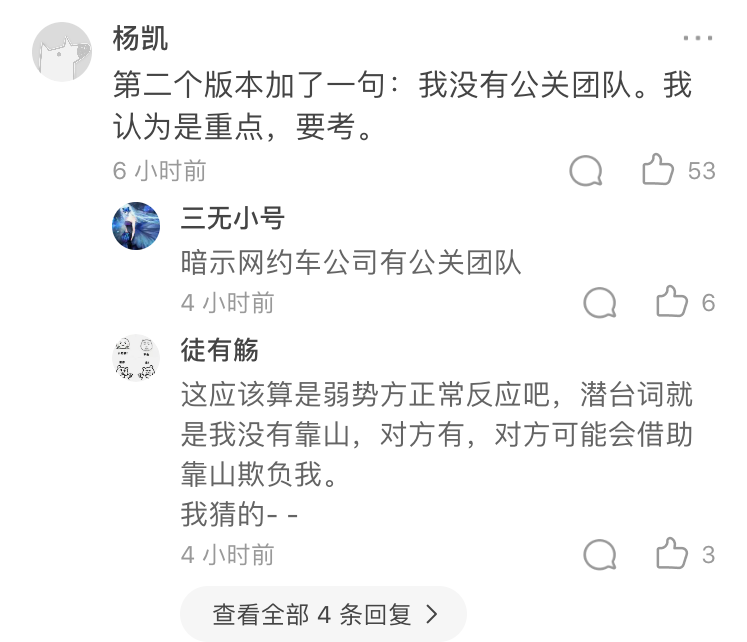 杨凯
第二个版本加了一句：我没有公关团队。我
认为是重点，要考。
6 小时前
53
三无小号
暗示网约车公司有公关团队
4 小时前
6
徒有觞
这应该算是弱势方正常反应吧，潜台词就
是我没有靠山，对方有，对方可能会借助
靠山欺负我。
我猜的- -
4 小时前
3
查看全部 4 条回复